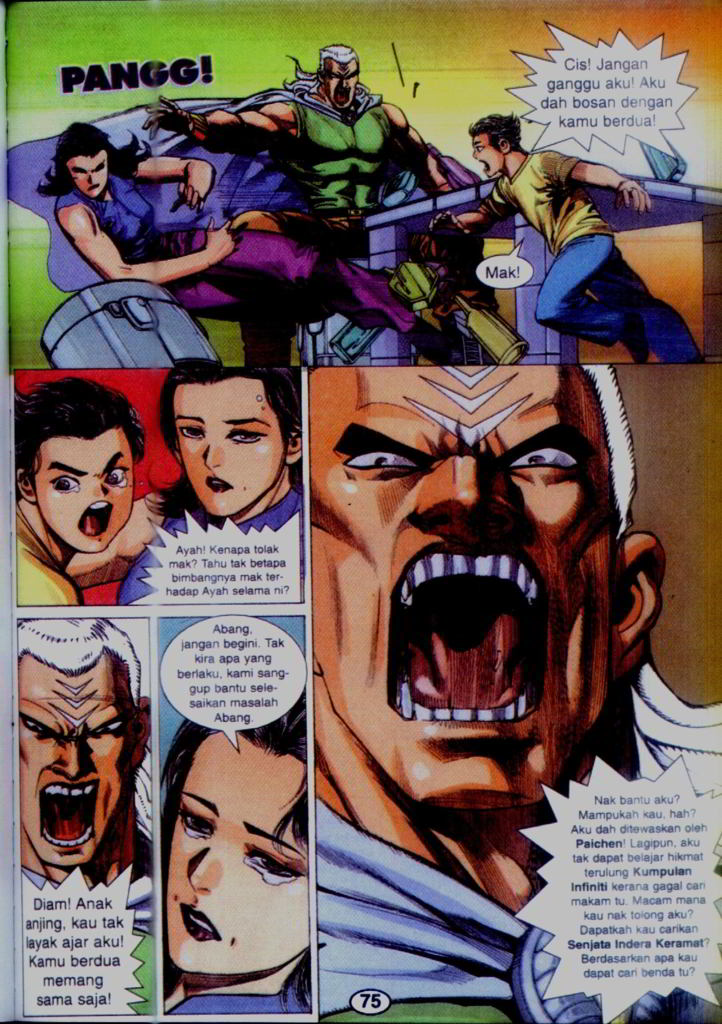 PANGG!
Cis! Jangan
ganggu aku! Aku
dah bosan dengan
kamu berdua!
Mak!
Ayah! Kenapa tolak
mak? Tahu tak betapa
bimbangnya mak ter-
hadap Ayah selama ni?
Diam! Anak
anjing, kau tak
layak ajar aku!
Kamu berdua
memang
sama saja!
Abang,
jangan begini. Tak
kira apa yang
berlaku, kami sang-
gup bantu sele-
saikan masalah
Abang.
Nak bantu aku?
Mampukah kau, hah?
Aku dah ditewaskan oleh
Paichen! Lagipun, aku
tak dapat belajar hikmat
terulung Kumpulan
Infiniti kerana gagal cari
makam tu. Macam mana
kau nak tolong aku?
Dapatkah kau carikan
Senjata Indera Keramat?
Berdasarkan apa kau
dapat cari benda tu?
75